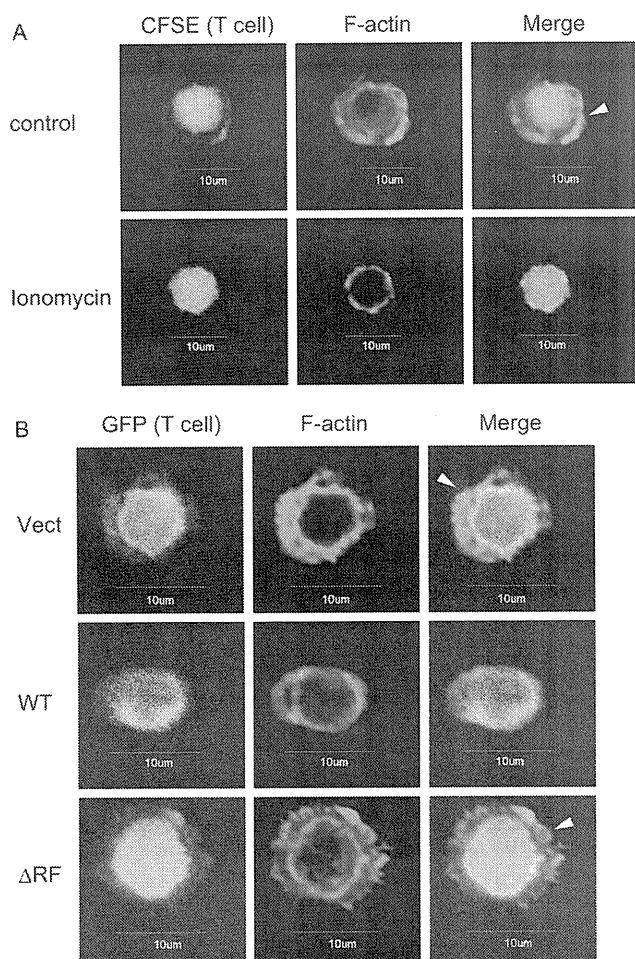 A
CFSE (T cell) F-actin Merge
control
10um 10um 10um
Ionomycin
10um 10um 10um
B
GFP (T cell) F-actin Merge
Vect
10um 10um 10um
WT
10um 10um 10um
ΔRF
10um 10um 10um